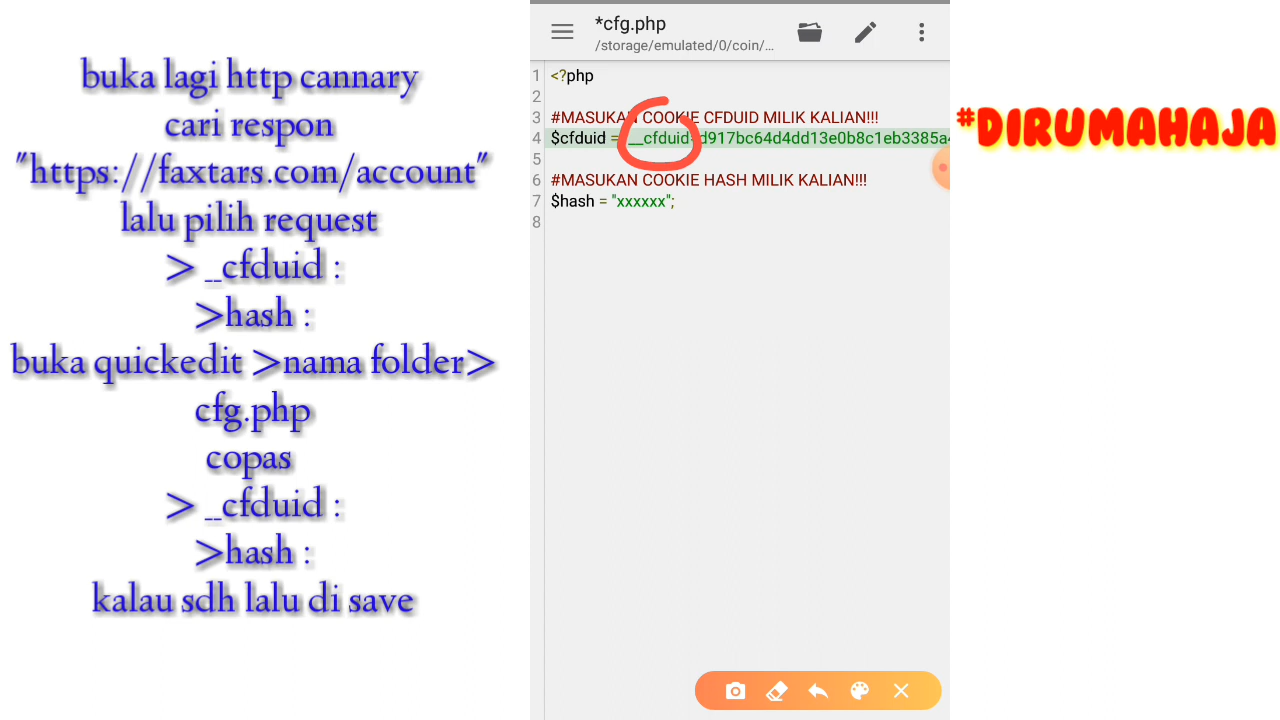 buka lagi http cannary
cari respon
"https://faxtars.com/account"
lalu pilih request
> __cfduid :
>hash :
buka quickedit >nama folder>
cfg.php
copas
> __cfduid :
>hash :
kalau sdh lalu di save
*cfg.php
/storage/emulated/0/coin/…
1 <?php
2
3 #MASUKAN COOKIE CFDUID MILIK KALIAN!!!
4 $cfduid = "__cfduid=d917bc64d4dd13e0b8c1eb3385a4
5
6 #MASUKAN COOKIE HASH MILIK KALIAN!!!
7 $hash = "xxxxxx";
8
#DIRUMAHAJA